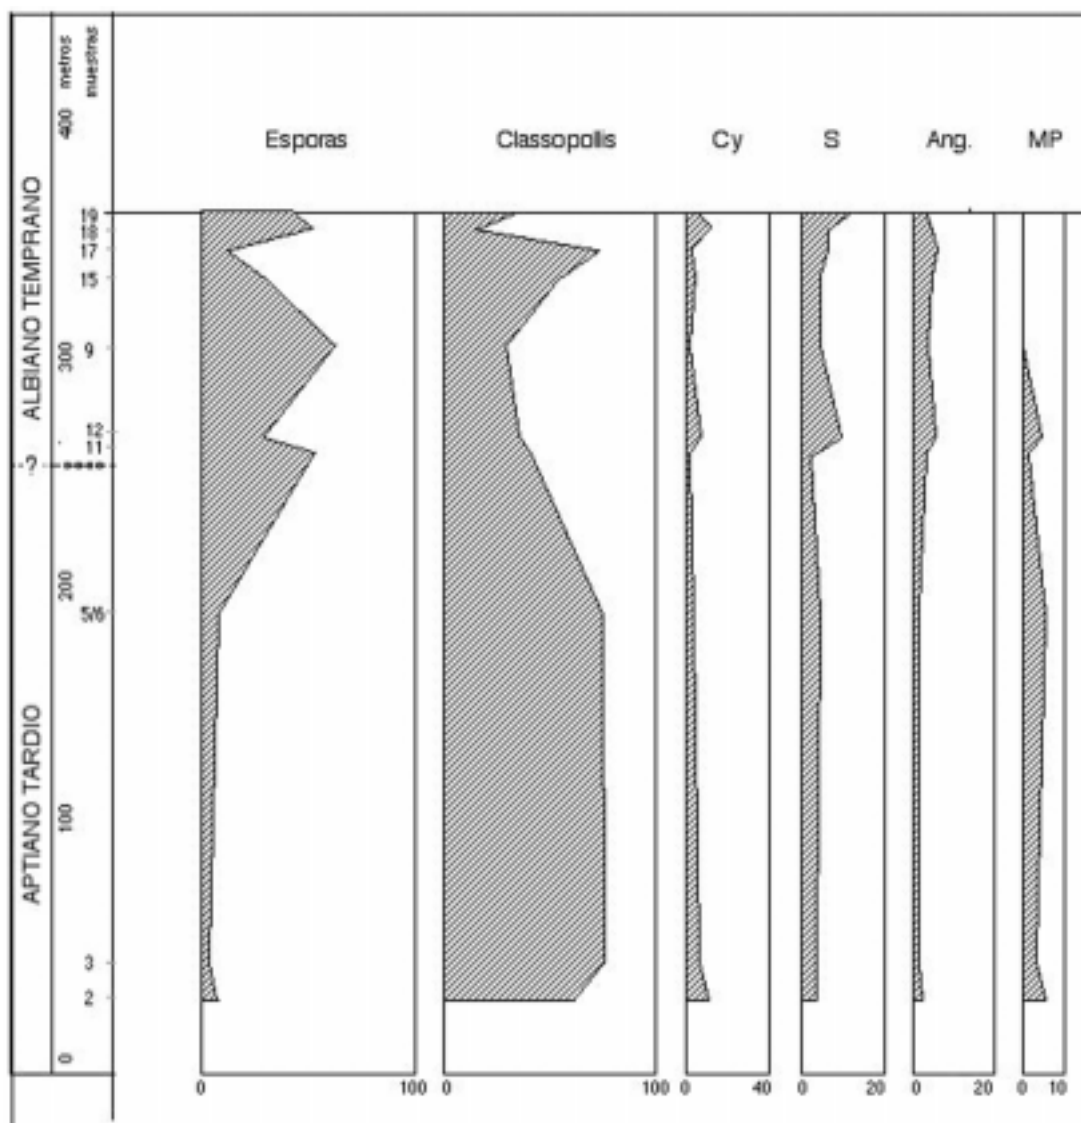 metros
muestras
Esporas Classopollis Cy S Ang. MP
ALBIANO TEMPRANO
APTIANO TARDIO
400
300
200
100
0
19
18
17
15
9
12
11
?
5/6
3
2
0 100 0 100 0 40 0 20 0 20 0 10